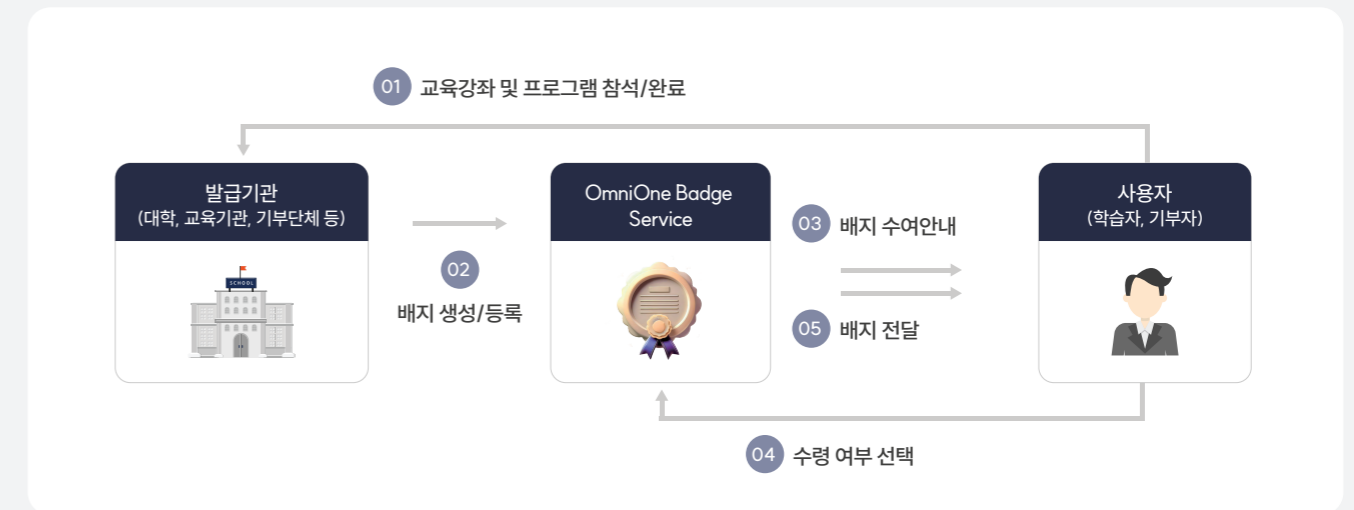 01 교육강좌 및 프로그램 참석/완료
발급기관
(대학, 교육기관, 기부단체 등)
SCHOOL
02
배지 생성/등록
OmniOne Badge
Service
03 배지 수여안내
05 배지 전달
사용자
(학습자, 기부자)
04 수령 여부 선택